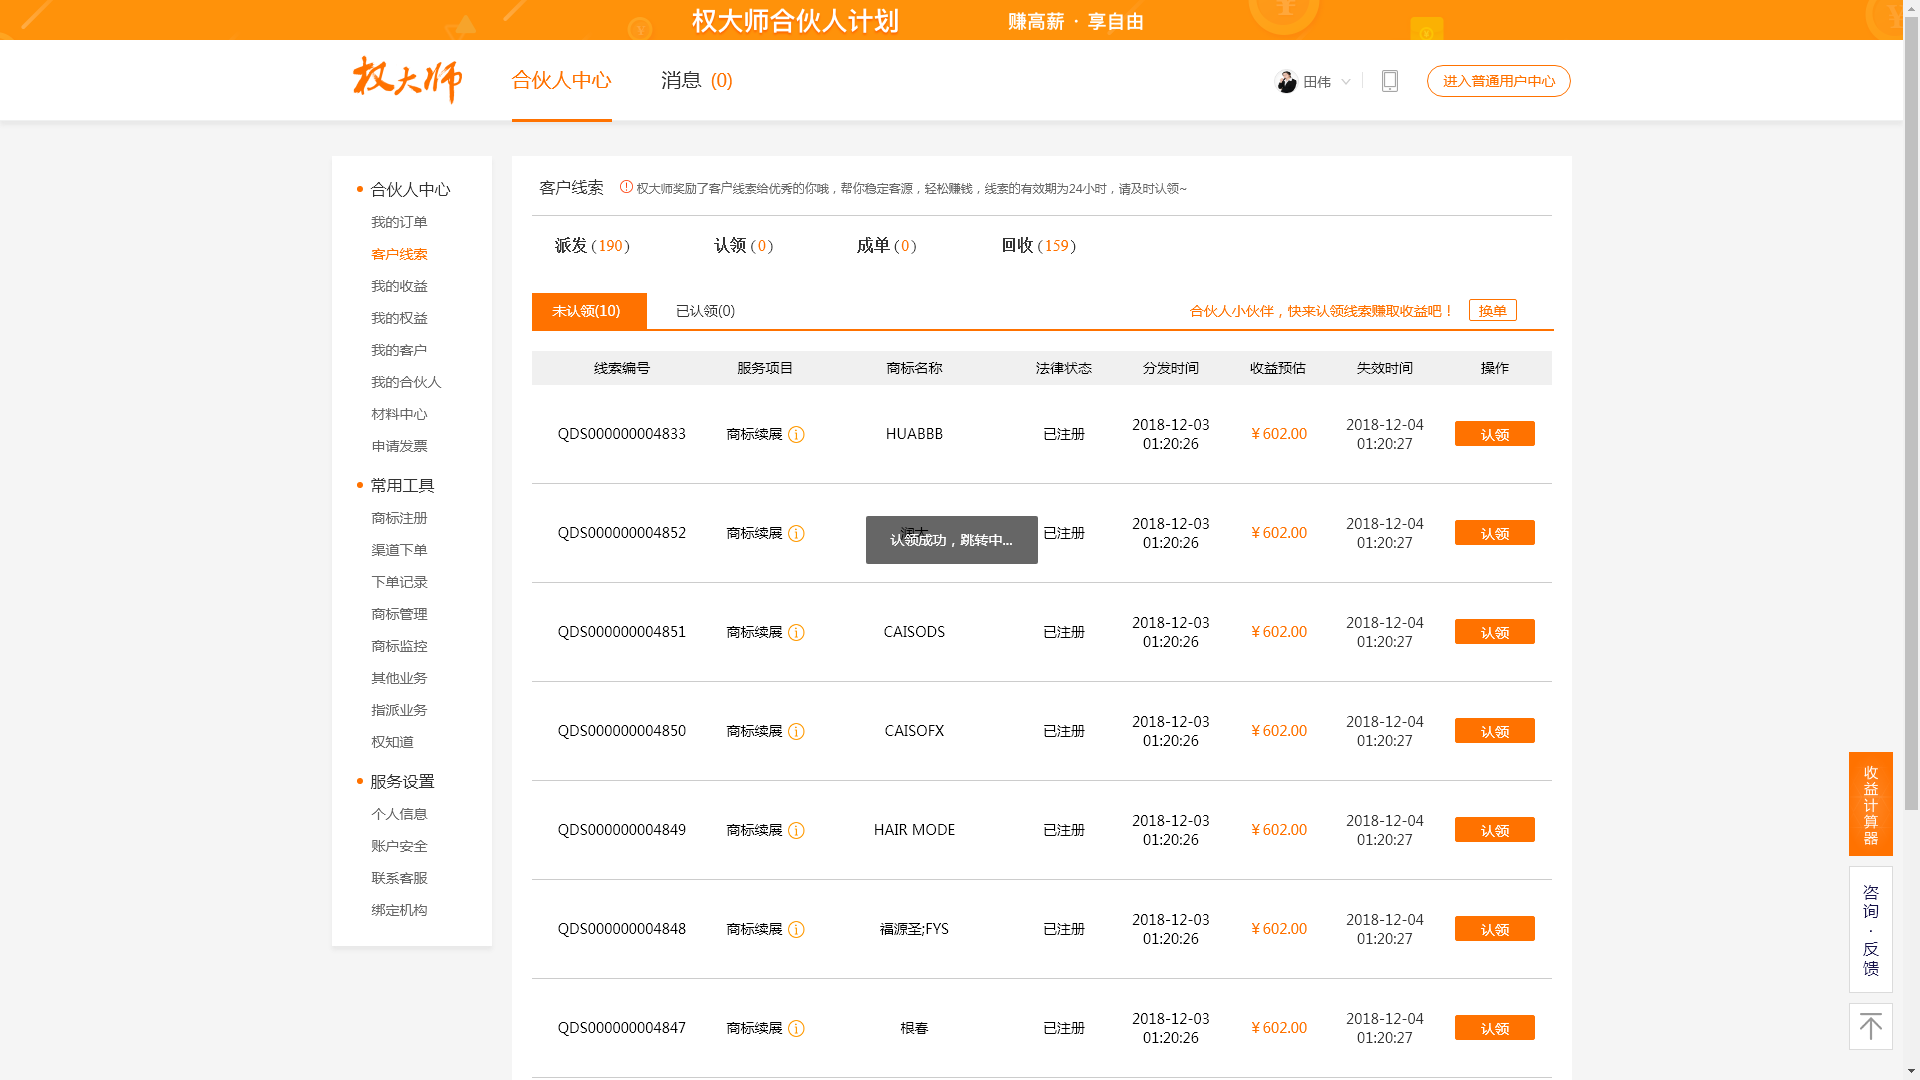 权大师合伙人计划 赚高薪 · 享自由
权大师 合伙人中心 消息 (0) 田伟 进入普通用户中心
合伙人中心
我的订单
客户线索
我的收益
我的权益
我的客户
我的合伙人
材料中心
申请发票
常用工具
商标注册
渠道下单
下单记录
商标管理
商标监控
其他业务
指派业务
权知道
服务设置
个人信息
账户安全
联系客服
绑定机构
客户线索 权大师奖励了客户线索给优秀的你哦，帮你稳定客源，轻松赚钱，线索的有效期为24小时，请及时认领~
派发 (190) 认领 (0) 成单 (0) 回收 (159)
未认领(10) 已认领(0) 合伙人小伙伴，快来认领线索赚取收益吧！ 换单
线索编号 服务项目 商标名称 法律状态 分发时间 收益预估 失效时间 操作
QDS000000004833 商标续展 HUABBB 已注册 2018-12-03 01:20:26 ￥602.00 2018-12-04 01:20:27 认领
QDS000000004852 商标续展 已注册 2018-12-03 01:20:26 ￥602.00 2018-12-04 01:20:27 认领
认领成功，跳转中...
QDS000000004851 商标续展 CAISODS 已注册 2018-12-03 01:20:26 ￥602.00 2018-12-04 01:20:27 认领
QDS000000004850 商标续展 CAISOFX 已注册 2018-12-03 01:20:26 ￥602.00 2018-12-04 01:20:27 认领
QDS000000004849 商标续展 HAIR MODE 已注册 2018-12-03 01:20:26 ￥602.00 2018-12-04 01:20:27 认领
QDS000000004848 商标续展 福源圣;FYS 已注册 2018-12-03 01:20:26 ￥602.00 2018-12-04 01:20:27 认领
QDS000000004847 商标续展 根春 已注册 2018-12-03 01:20:26 ￥602.00 2018-12-04 01:20:27 认领
收益计算器
咨询·反馈